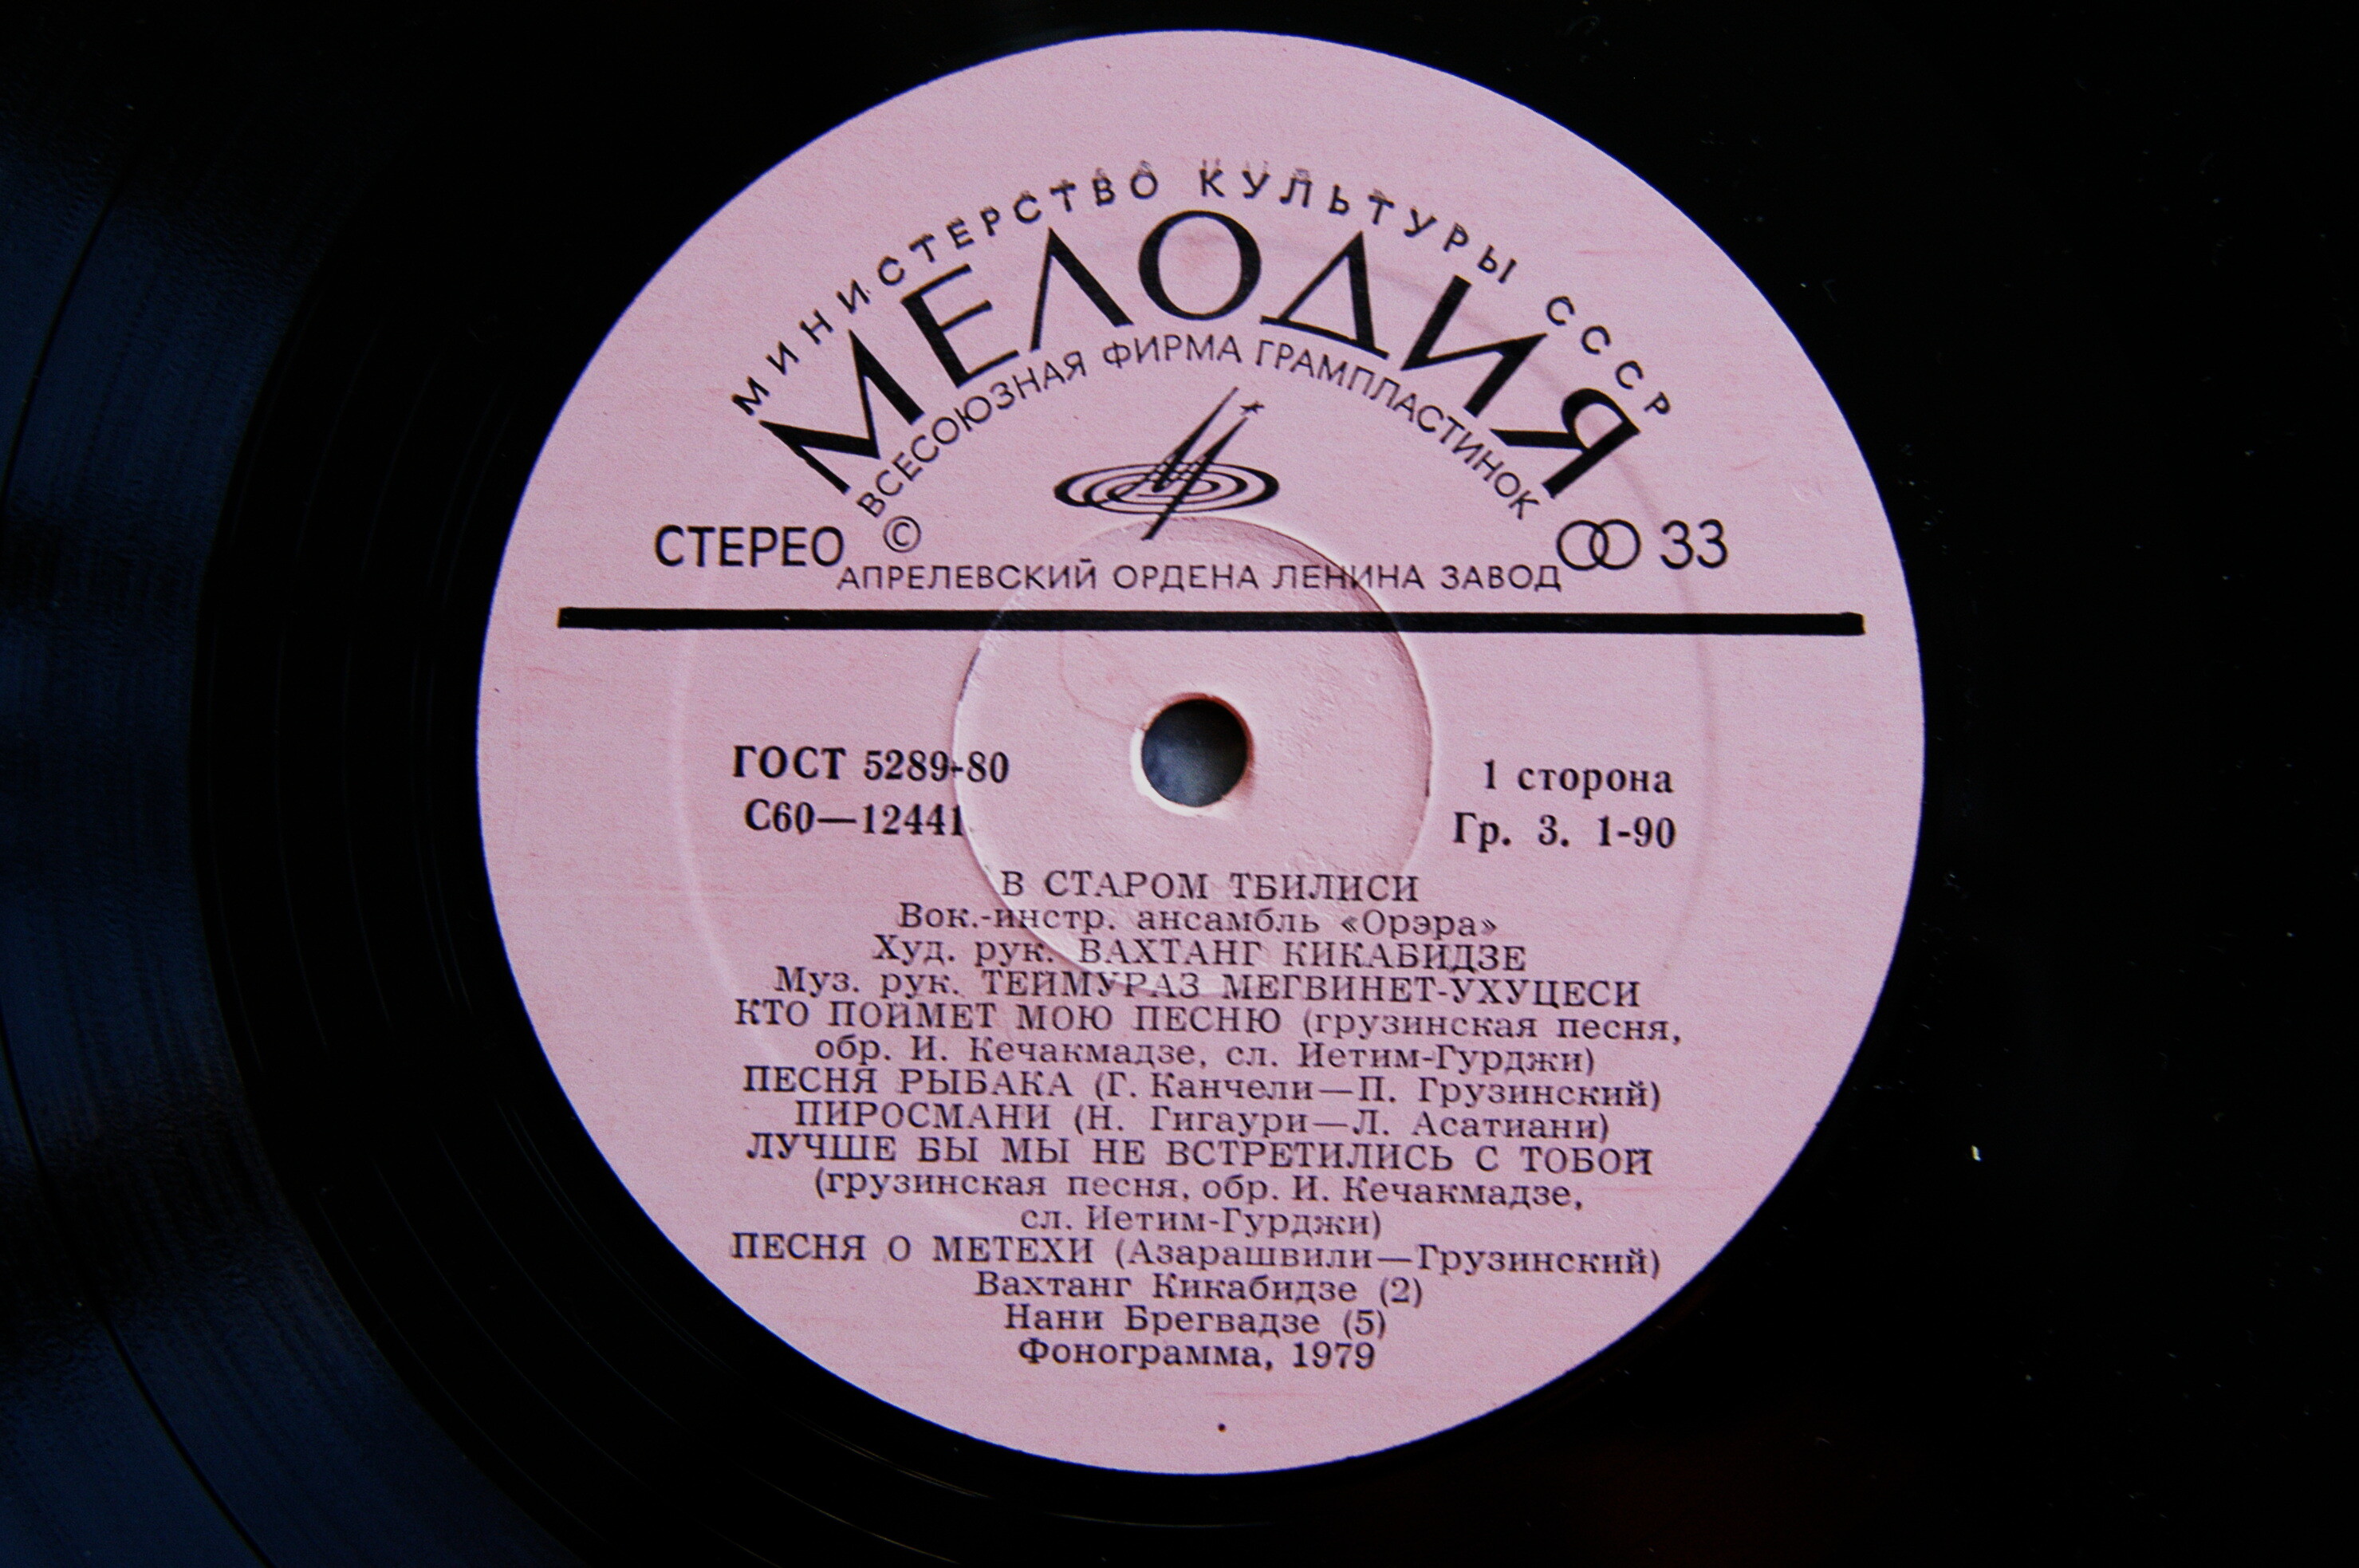 МИНИСТЕРСТВО КУЛЬТУРЫ СССР
МЕЛОДИЯ
ВСЕСОЮЗНАЯ ФИРМА ГРАМПЛАСТИНОК
СТЕРЕО © 33
АПРЕЛЕВСКИЙ ОРДЕНА ЛЕНИНА ЗАВОД
ГОСТ 5289-80 1 сторона
С60—12441 Гр. 3. 1-90
В СТАРОМ ТБИЛИСИ
Вок.-инстр. ансамбль «Орэра»
Худ. рук. ВАХТАНГ КИКАБИДЗЕ
Муз. рук. ТЕЙМУРАЗ МЕГВИНЕТ-УХУЦЕСИ
КТО ПОЙМЕТ МОЮ ПЕСНЮ (грузинская песня,
обр. И. Кечакмадзе, сл. Иетим-Гурджи)
ПЕСНЯ РЫБАКА (Г. Канчели—П. Грузинский)
ПИРОСМАНИ (Н. Гигаури—Л. Асатиани)
ЛУЧШЕ БЫ МЫ НЕ ВСТРЕТИЛИСЬ С ТОБОЙ
(грузинская песня, обр. И. Кечакмадзе,
сл. Иетим-Гурджи)
ПЕСНЯ О МЕТЕХИ (Азарашвили—Грузинский)
Вахтанг Кикабидзе (2)
Нани Брегвадзе (5)
Фонограмма, 1979